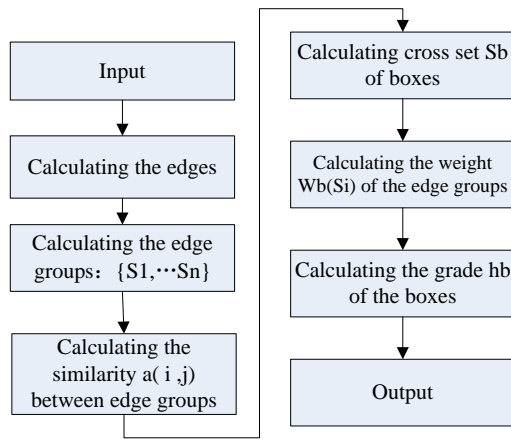 Input
Calculating the edges
Calculating the edge
groups：{S1,⋯Sn}
Calculating the
similarity a( i ,j)
between edge groups
Calculating cross set Sb
of boxes
Calculating the weight
Wb(Si) of the edge groups
Calculating the grade hb
of the boxes
Output